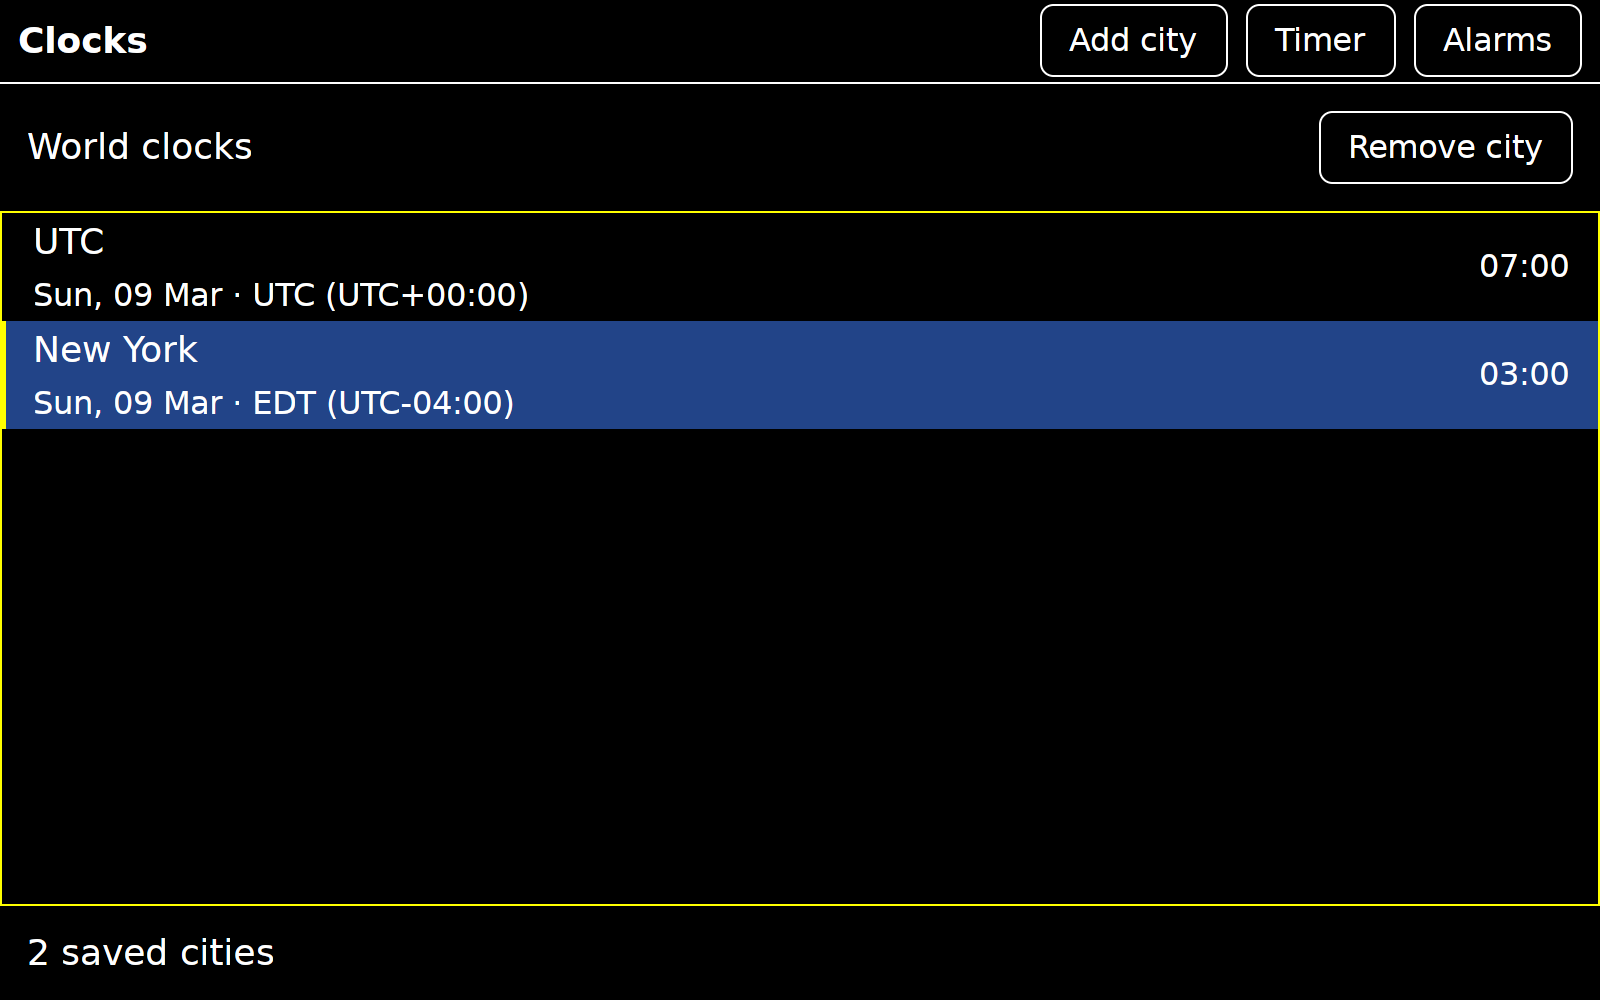 Clocks
Add city
Timer
Alarms
World clocks
Remove city
UTC
Sun, 09 Mar · UTC (UTC+00:00)
07:00
New York
Sun, 09 Mar · EDT (UTC-04:00)
03:00
2 saved cities